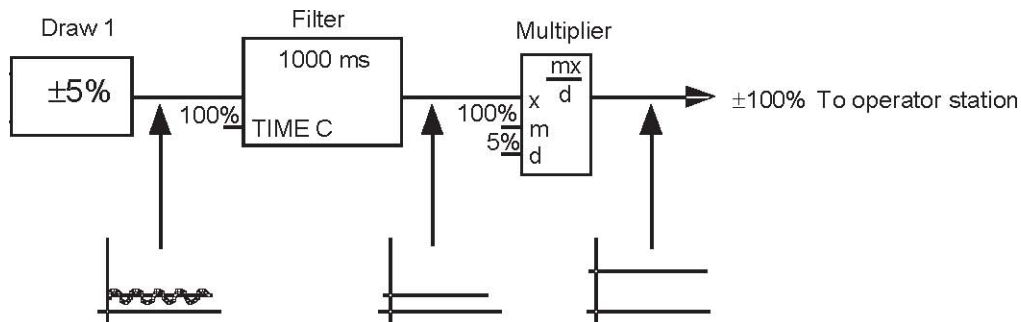 Draw 1
Filter
Multiplier
±5%
1000 ms
100%
TIME C
mx
d
x
100%
m
5%
d
±100% To operator station